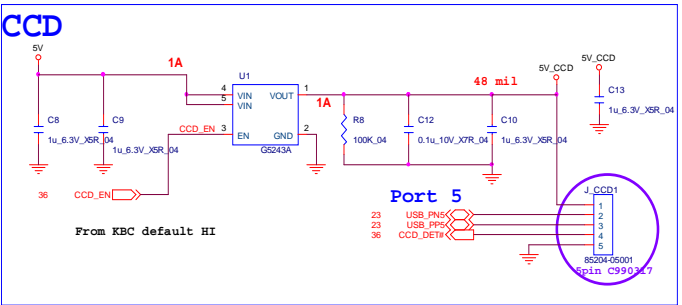 CCD
5V
1A
U1
4
5
VIN
VIN
VOUT
1
1A
48 mil
5V_CCD
5V_CCD
C13
1u_6.3V_X5R_04
C8
1u_6.3V_X5R_04
C9
1u_6.3V_X5R_04
CCD_EN
3
EN
GND
2
G5243A
R8
100K_04
C12
0.1u_10V_X7R_04
C10
1u_6.3V_X5R_04
36
CCD_EN
Port 5
J_CCD1
23
USB_PN5
23
USB_PP5
36
CCD_DET#
1
2
3
4
5
From KBC default HI
85204-05001
5pin C990317